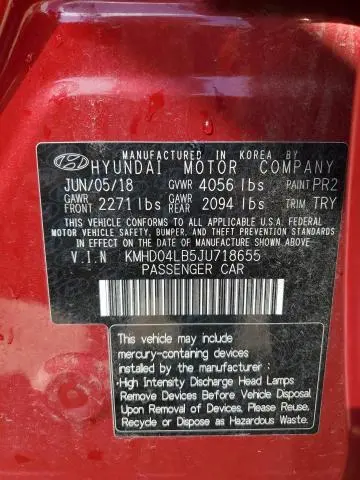 MANUFACTURED IN KOREA BY
HYUNDAI MOTOR COMPANY
JUN/05/18 GVWR 4056 lbs PAINT PR2
GAWR FRONT 2271 lbs GAWR REAR 2094 lbs TRIM TRY
THIS VEHICLE CONFORMS TO ALL APPLICABLE U.S.A. FEDERAL
MOTOR VEHICLE SAFETY, BUMPER, AND THEFT PREVENTION
STANDARDS IN EFFECT ON THE DATE OF MANUFACTURE SHOWN ABOVE.
V.I.N KMHD04LB5JU718655
PASSENGER CAR
This vehicle may include
mercury-containing devices
installed by the manufacturer:
·High Intensity Discharge Head Lamps
Remove Devices Before Vehicle Disposal
Upon Removal of Devices, Please Reuse,
Recycle or Dispose as Hazardous Waste.